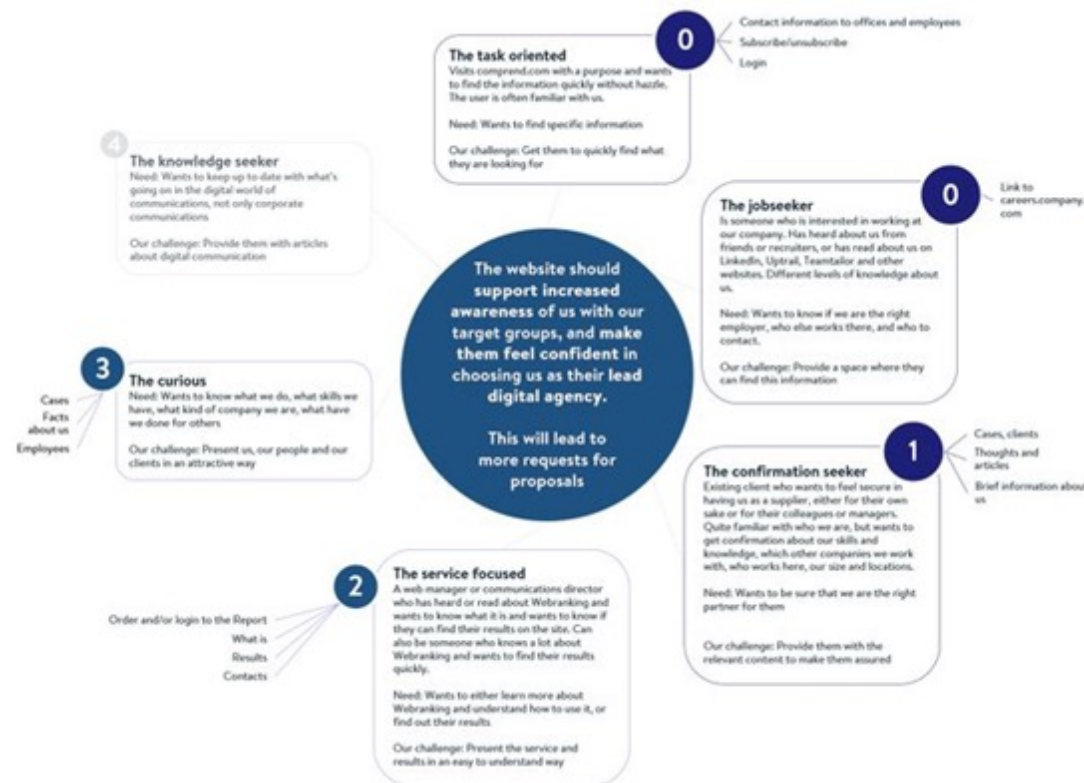 0
Contact information to offices and employees
Subscribe/unsubscribe
Login
The task oriented
Visits comprend.com with a purpose and wants
to find the information quickly without hazzle.
The user is often familiar with us.
Need: Wants to find specific information
Our challenge: Get them to quickly find what
they are looking for
4
The knowledge seeker
Need: Wants to keep up to date with what's
going on in the digital world of
communications, not only corporate
communications
Our challenge: Provide them with articles
about digital communication
0
Link to
careers.company.
com
The jobseeker
Is someone who is interested in working at
our company. Has heard about us from
friends or recruiters, or has read about us on
LinkedIn, Uptrail, Teamtailor and other
websites. Different levels of knowledge about
us.
Need: Wants to know if we are the right
employer, who else works there, and who to
contact.
Our challenge: Provide a space where they
can find this information
The website should
support increased
awareness of us with our
target groups, and make
them feel confident in
choosing us as their lead
digital agency.
This will lead to
more requests for
proposals
3
Cases
Facts
about us
Employees
The curious
Need: Wants to know what we do, what skills we
have, what kind of company we are, what have
we done for others
Our challenge: Present us, our people and our
clients in an attractive way
1
Cases, clients
Thoughts and
articles
Brief information about
us
The confirmation seeker
Existing client who wants to feel secure in
having us as a supplier, either for their own
sake or for their colleagues or managers.
Quite familiar with who we are, but wants to
get confirmation about our skills and
knowledge, which other companies we work
with, who works here, our size and locations.
Need: Wants to be sure that we are the right
partner for them
Our challenge: Provide them with the
relevant content to make them assured
2
Order and/or login to the Report
What is
Results
Contacts
The service focused
A web manager or communications director
who has heard or read about Webranking and
wants to know what it is and wants to know if
they can find their results on the site. Can
also be someone who knows a lot about
Webranking and wants to find their results
quickly.
Need: Wants to either learn more about
Webranking and understand how to use it, or
find out their results
Our challenge: Present the service and
results in an easy to understand way